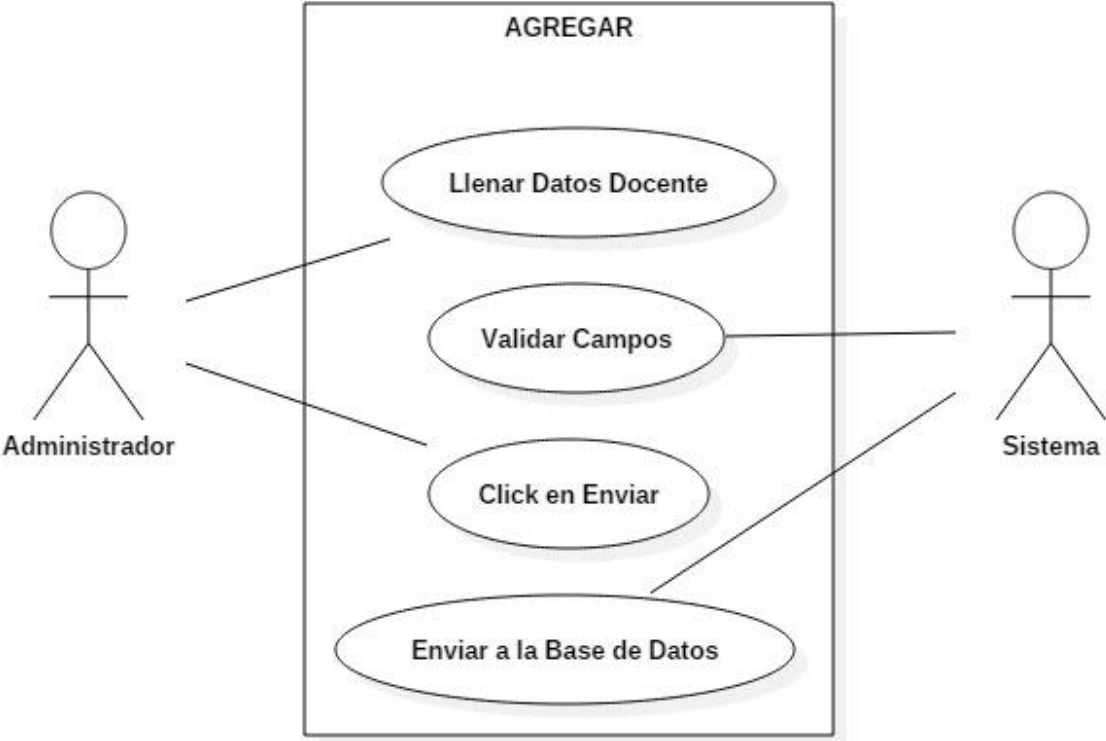 AGREGAR
Llenar Datos Docente
Validar Campos
Administrador
Sistema
Click en Enviar
Enviar a la Base de Datos